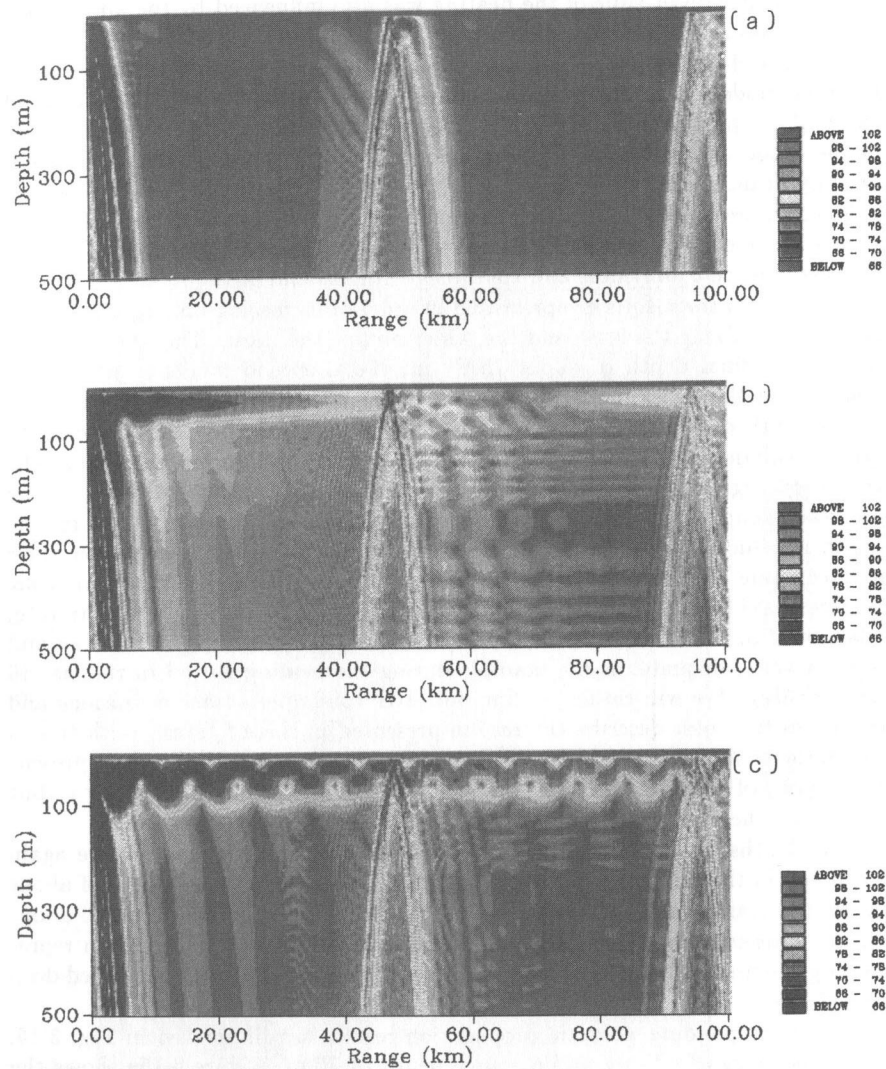 (a)
100
300
500
Depth (m)
0.00 20.00 40.00 60.00 80.00 100.00
Range (km)
ABOVE 102
98 - 102
94 - 98
90 - 94
86 - 90
82 - 86
78 - 82
74 - 78
70 - 74
66 - 70
BELOW 66
(b)
100
300
500
Depth (m)
0.00 20.00 40.00 60.00 80.00 100.00
Range (km)
ABOVE 102
98 - 102
94 - 98
90 - 94
86 - 90
82 - 86
78 - 82
74 - 78
70 - 74
66 - 70
BELOW 66
(c)
100
300
500
Depth (m)
0.00 20.00 40.00 60.00 80.00 100.00
Range (km)
ABOVE 102
98 - 102
94 - 98
90 - 94
86 - 90
82 - 86
78 - 82
74 - 78
70 - 74
66 - 70
BELOW 66